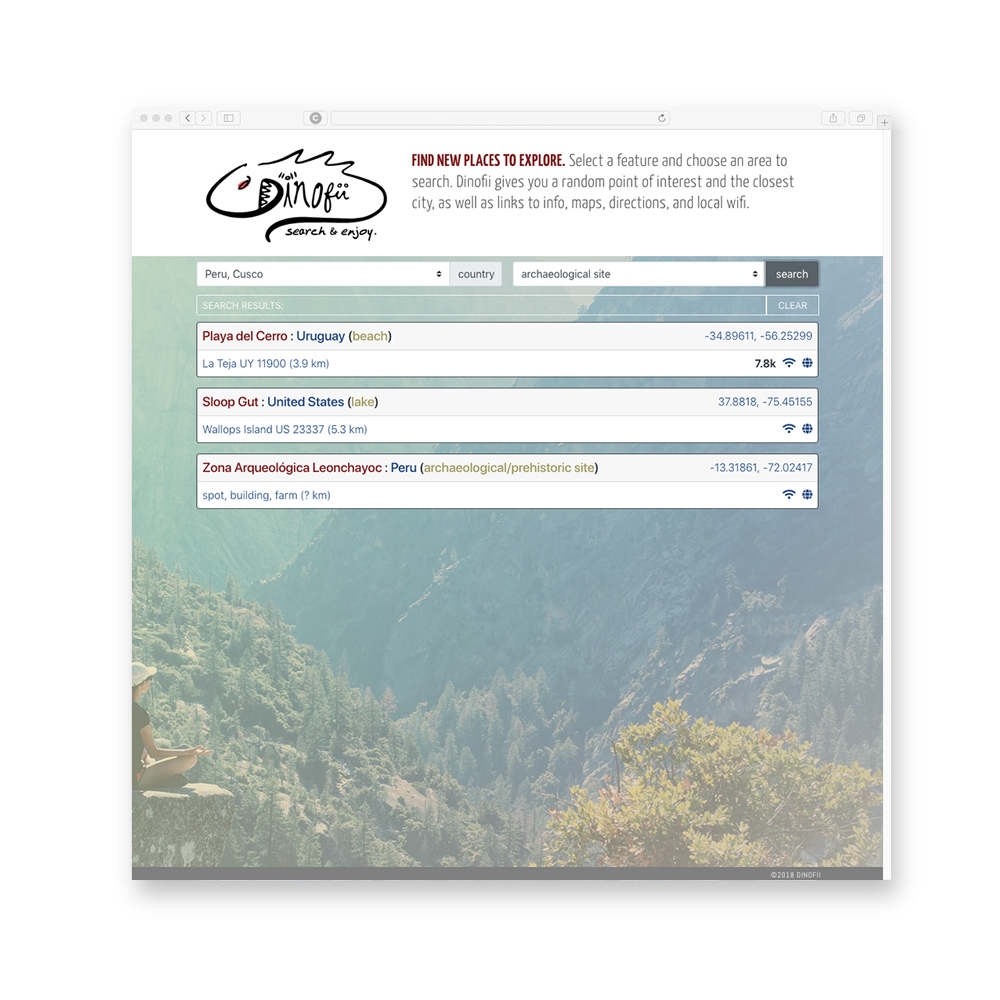 Dinofii
search & enjoy.
FIND NEW PLACES TO EXPLORE. Select a feature and choose an area to
search. Dinofii gives you a random point of interest and the closest
city, as well as links to info, maps, directions, and local wifi.
Peru, Cusco country archaeological site search
SEARCH RESULTS: CLEAR
Playa del Cerro : Uruguay (beach) -34.89611, -56.25299
La Teja UY 11900 (3.9 km) 7.8k
Sloop Gut : United States (lake) 37.8818, -75.45155
Wallops Island US 23337 (5.3 km)
Zona Arqueológica Leonchayoc : Peru (archaeological/prehistoric site) -13.31861, -72.02417
spot, building, farm (? km)
©2018 DINOFII